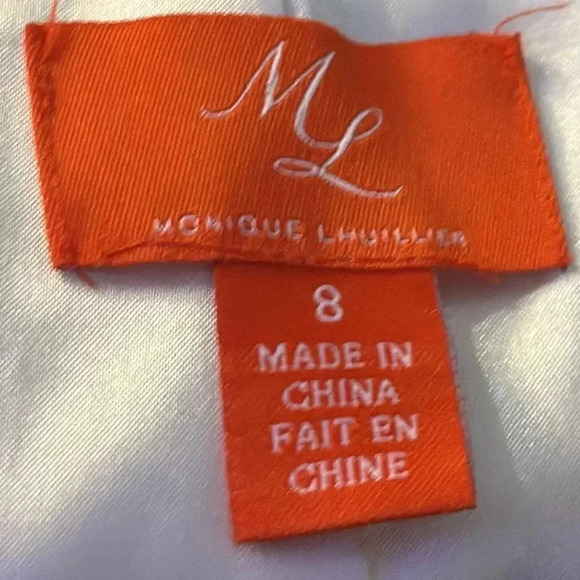 ML
MONIQUE LHUILLIER
8
MADE IN
CHINA
FAIT EN
CHINE